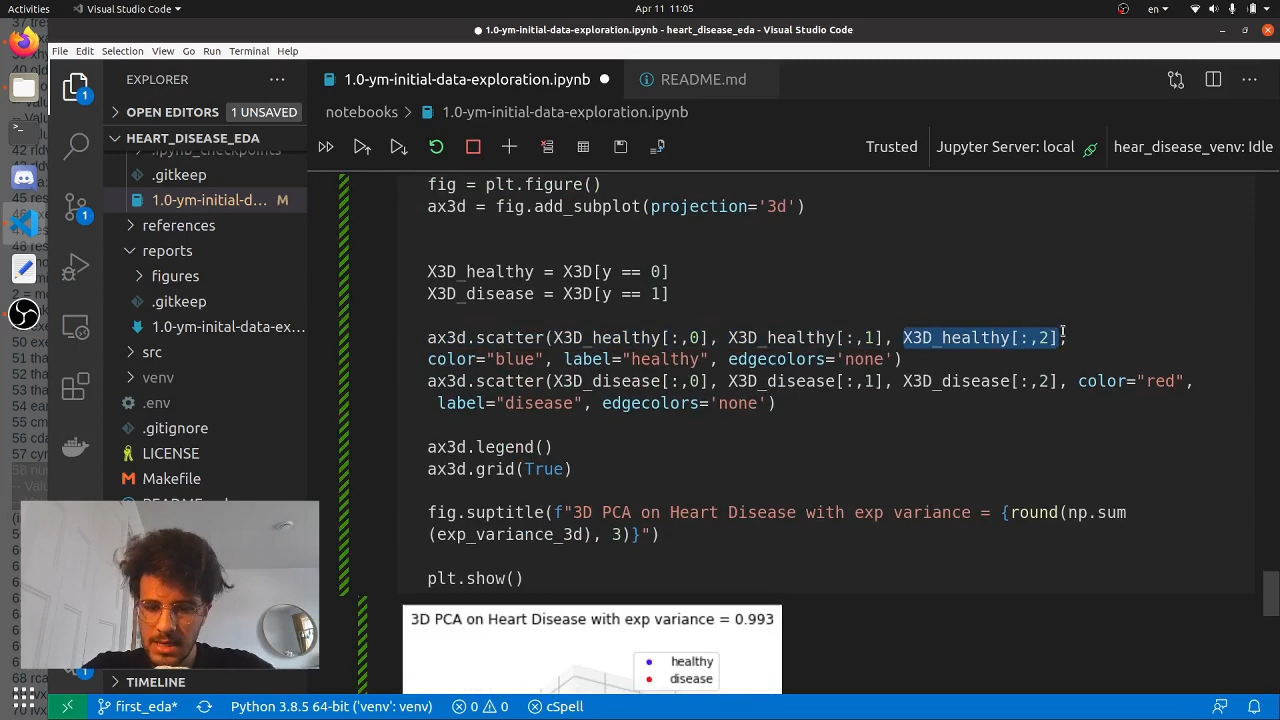 Activities
Visual Studio Code
Apr 11 11:05
en
1.0-ym-initial-data-exploration.ipynb - heart_disease_eda - Visual Studio Code
File Edit Selection View Go Run Terminal Help
EXPLORER
OPEN EDITORS 1 UNSAVED
HEART_DISEASE_EDA
.ipynb_checkpoints
.gitkeep
1.0-ym-initial-d... M
references
reports
figures
.gitkeep
1.0-ym-inital-data-ex...
src
venv
.env
.gitignore
LICENSE
Makefile
TIMELINE
1.0-ym-initial-data-exploration.ipynb
README.md
notebooks > 1.0-ym-initial-data-exploration.ipynb
Trusted
Jupyter Server: local
hear_disease_venv: Idle
fig = plt.figure()
ax3d = fig.add_subplot(projection='3d')
X3D_healthy = X3D[y == 0]
X3D_disease = X3D[y == 1]
ax3d.scatter(X3D_healthy[:,0], X3D_healthy[:,1], X3D_healthy[:,2],
color="blue", label="healthy", edgecolors='none')
ax3d.scatter(X3D_disease[:,0], X3D_disease[:,1], X3D_disease[:,2], color="red",
label="disease", edgecolors='none')
ax3d.legend()
ax3d.grid(True)
fig.suptitle(f"3D PCA on Heart Disease with exp variance = {round(np.sum
(exp_variance_3d), 3)}")
plt.show()
3D PCA on Heart Disease with exp variance = 0.993
healthy
disease
first_eda*
Python 3.8.5 64-bit ('venv': venv)
0 0
cSpell